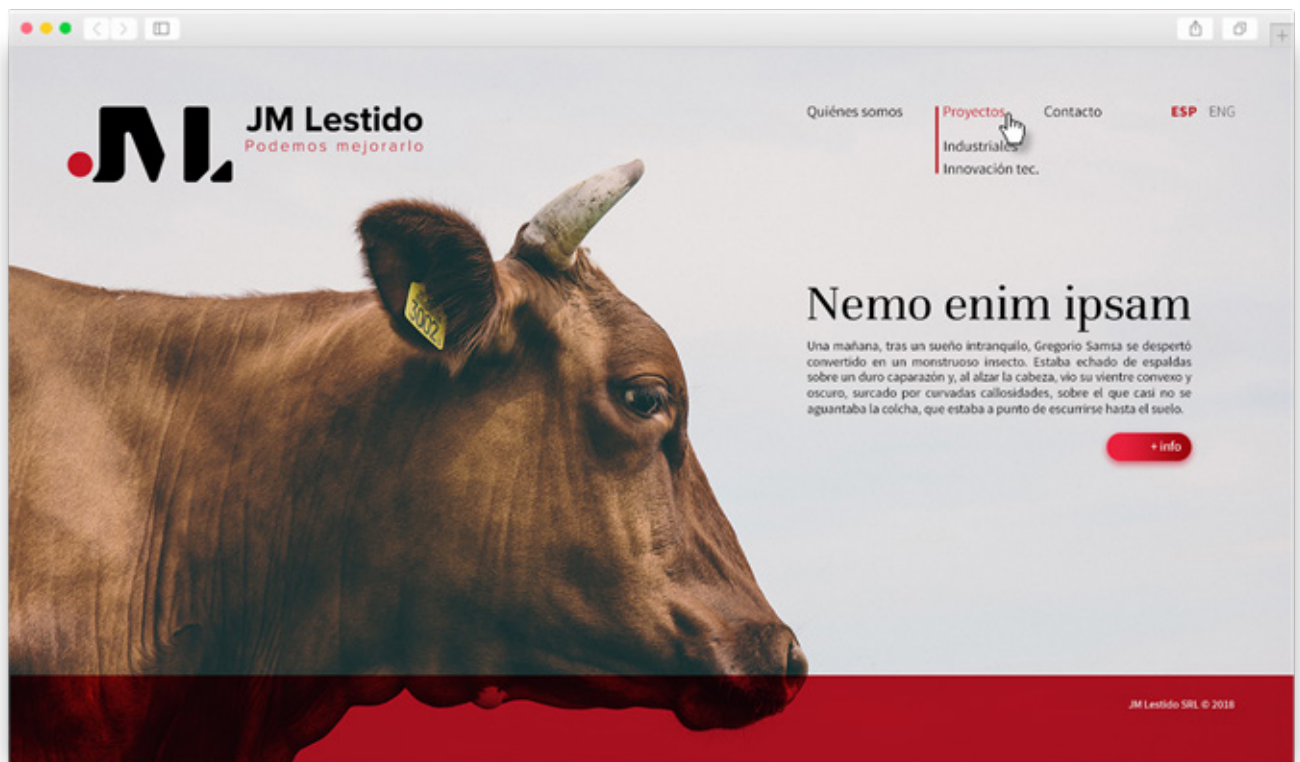 JM
JM Lestido
Podemos mejorarlo
Quiénes somos
Proyectos
Contacto
ESP ENG
Industriales
Innovación tec.
3002
Nemo enim ipsam
Una mañana, tras un sueño intranquilo, Gregorio Samsa se despertó
convertido en un monstruoso insecto. Estaba echado de espaldas
sobre un duro caparazón y, al alzar la cabeza, vio su vientre convexo y
oscuro, surcado por curvadas callosidades, sobre el que casi no se
aguantaba la colcha, que estaba a punto de escurrirse hasta el suelo.
+ info
JM Lestido SRL © 2018